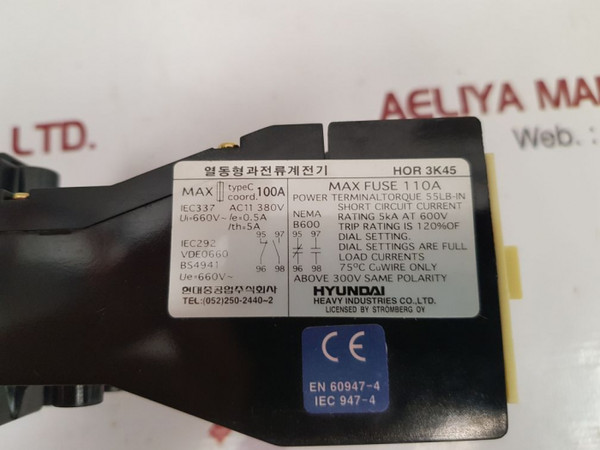 LTD.
AELIYA MA
Web. :
열동형과전류계전기
HOR 3K45
MAX typeC coord. 100A
IEC337 AC11 380V
Ui=660V~ Ie=0.5A
Ith=5A
95 97
IEC292
VDE0660
BS4941
96 98
Ue=660V~
현대중공업주식회사
TEL:(052)250-2440~2
MAX FUSE 110A
POWER TERMINALTORQUE 55LB-IN
SHORT CIRCUIT CURRENT
NEMA RATING 5kA AT 600V
B600 TRIP RATING IS 120%OF
95 97 DIAL SETTING.
DIAL SETTINGS ARE FULL
LOAD CURRENTS
96 98 75°C CuWIRE ONLY
ABOVE 300V SAME POLARITY
HYUNDAI
HEAVY INDUSTRIES CO.,LTD.
LICENSED BY STROMBERG OY
CE
EN 60947-4
IEC 947-4